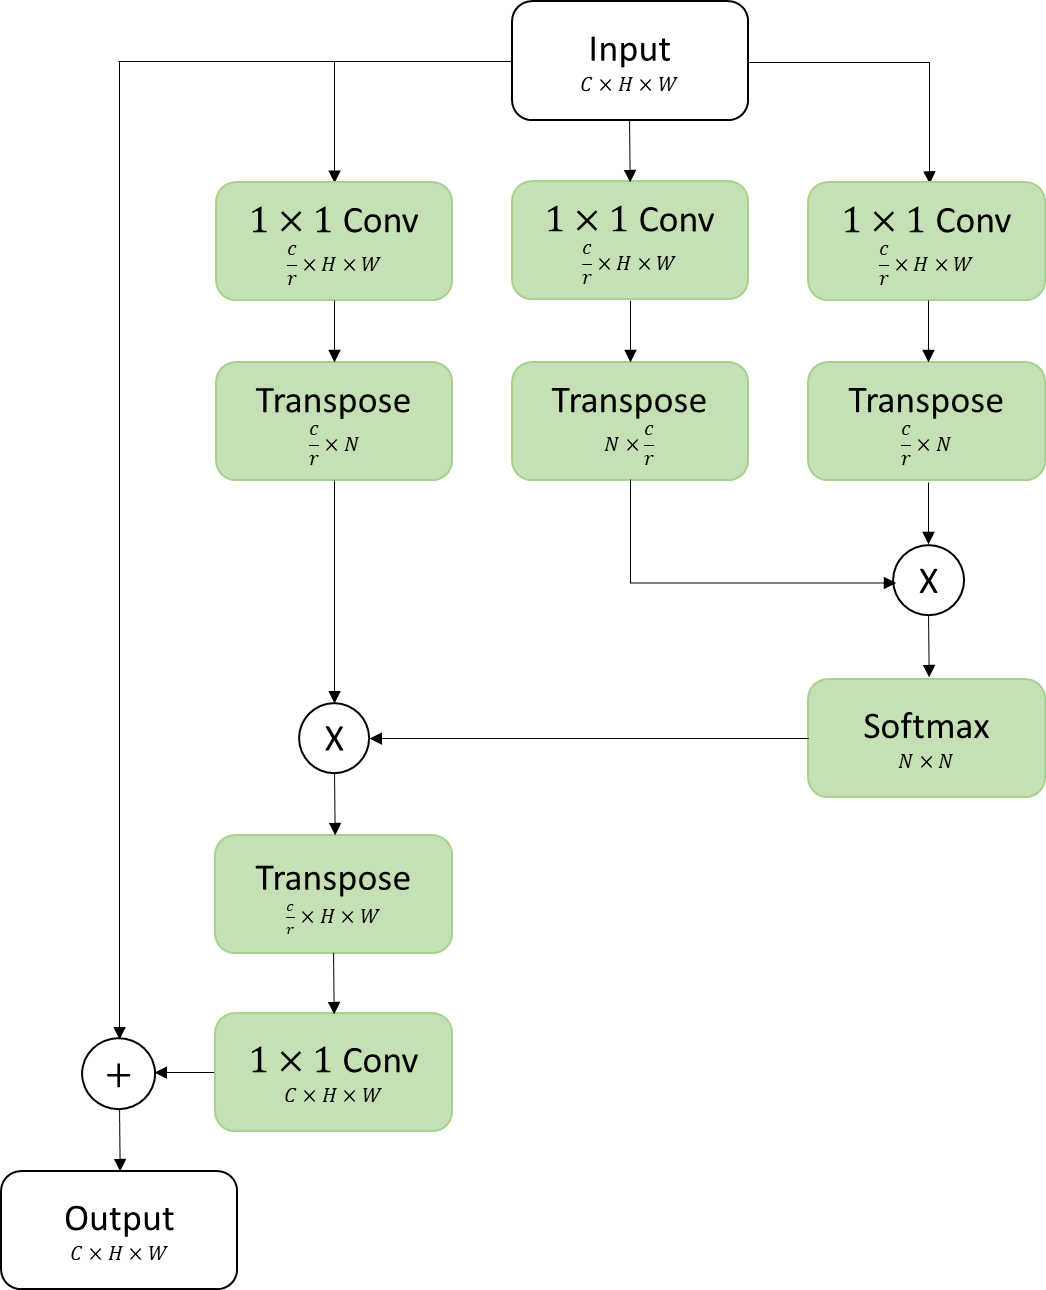 Input
C × H × W
1 × 1 Conv
c/r × H × W
1 × 1 Conv
c/r × H × W
1 × 1 Conv
c/r × H × W
Transpose
c/r × N
Transpose
N × c/r
Transpose
c/r × N
X
Softmax
N × N
X
Transpose
c/r × H × W
1 × 1 Conv
C × H × W
+
Output
C × H × W